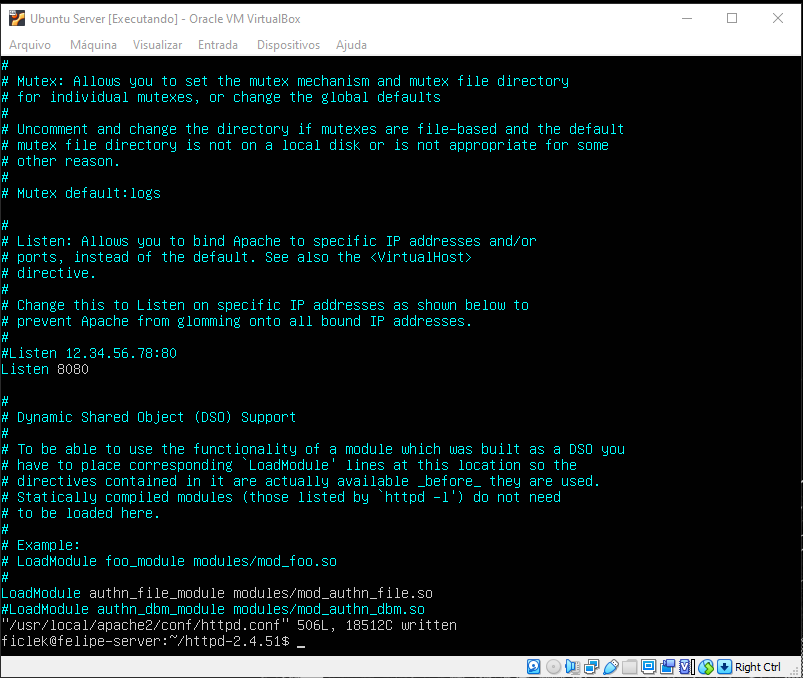 Ubuntu Server [Executando] - Oracle VM VirtualBox
Arquivo Máquina Visualizar Entrada Dispositivos Ajuda
#
# Mutex: Allows you to set the mutex mechanism and mutex file directory
# for individual mutexes, or change the global defaults
#
# Uncomment and change the directory if mutexes are file-based and the default
# mutex file directory is not on a local disk or is not appropriate for some
# other reason.
#
# Mutex default:logs
#
# Listen: Allows you to bind Apache to specific IP addresses and/or
# ports, instead of the default. See also the <VirtualHost>
# directive.
#
# Change this to Listen on specific IP addresses as shown below to
# prevent Apache from glomming onto all bound IP addresses.
#
#Listen 12.34.56.78:80
Listen 8080
#
# Dynamic Shared Object (DSO) Support
#
# To be able to use the functionality of a module which was built as a DSO you
# have to place corresponding `LoadModule' lines at this location so the
# directives contained in it are actually available _before_ they are used.
# Statically compiled modules (those listed by `httpd -l') do not need
# to be loaded here.
#
# Example:
# LoadModule foo_module modules/mod_foo.so
#
LoadModule authn_file_module modules/mod_authn_file.so
#LoadModule authn_dbm_module modules/mod_authn_dbm.so
"/usr/local/apache2/conf/httpd.conf" 506L, 18512C written
ficlek@felipe-server:~/httpd-2.4.51$ _
Right Ctrl